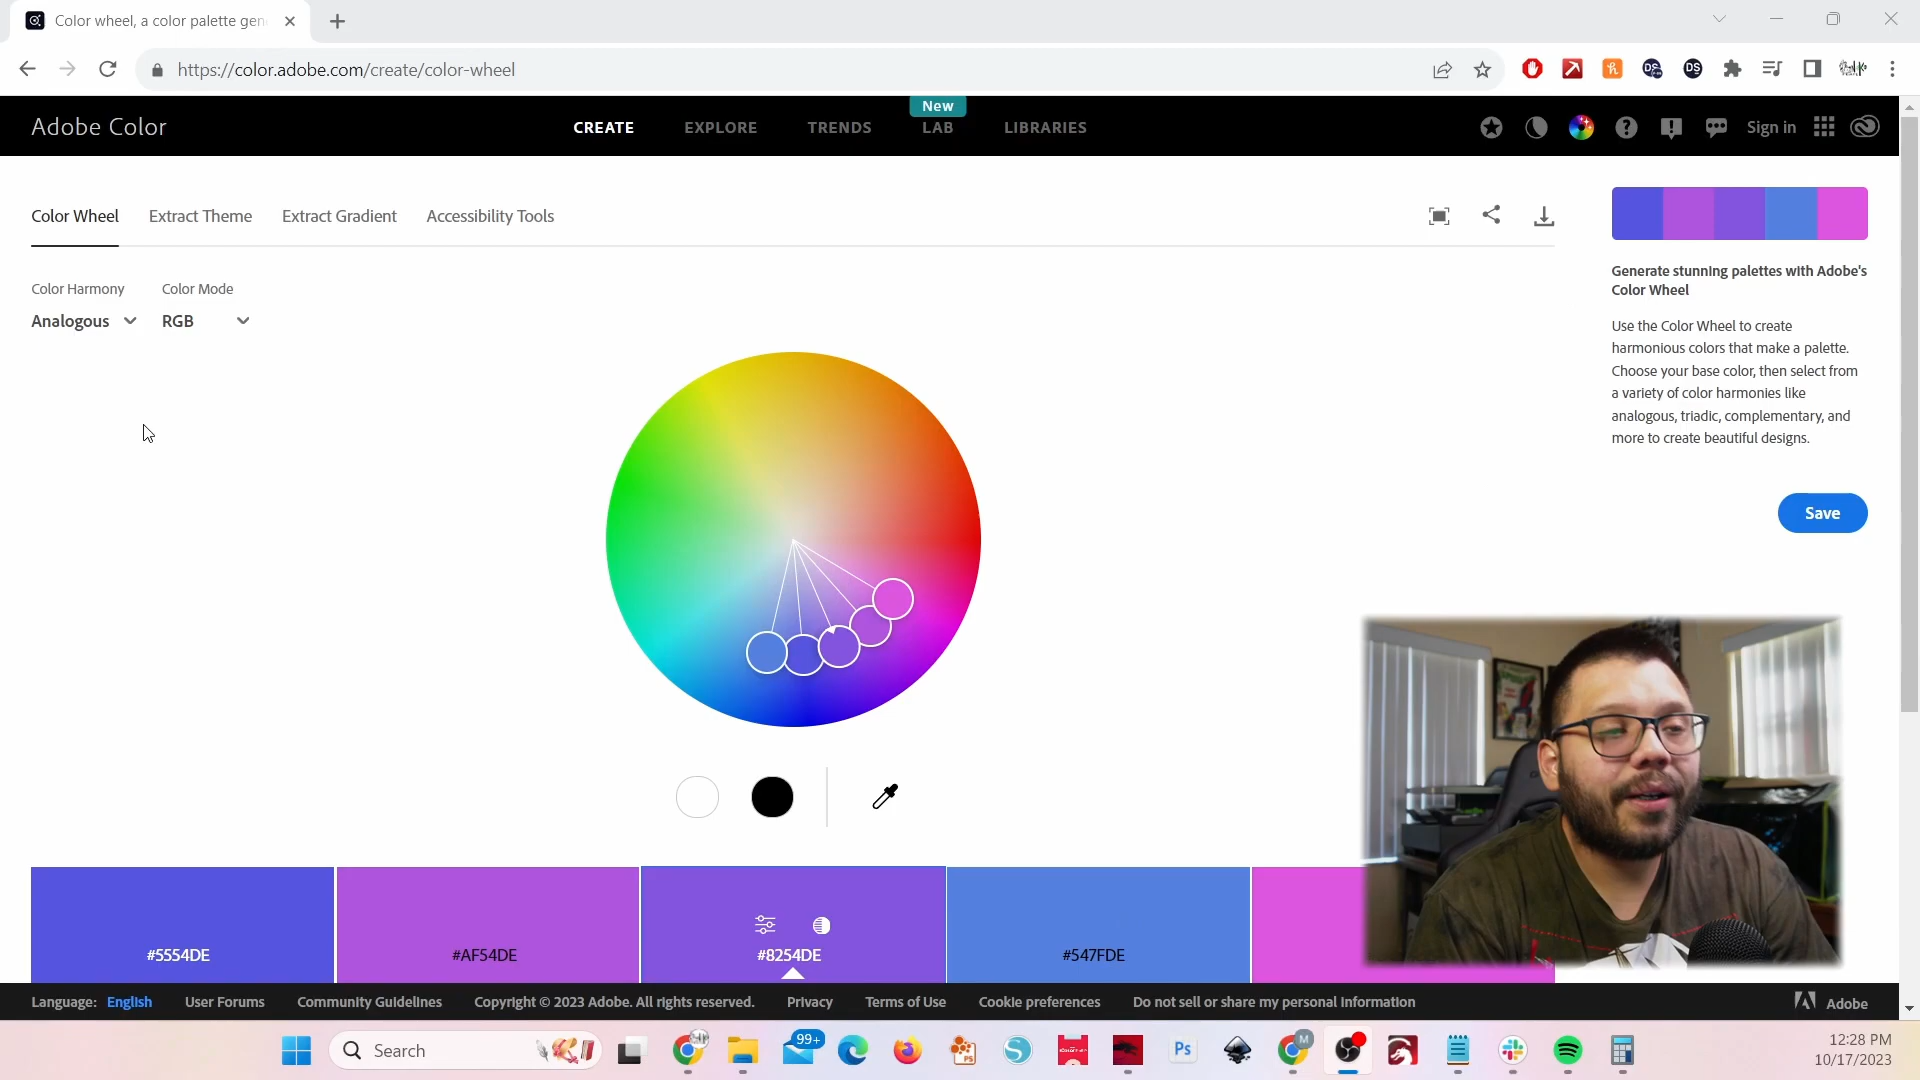 Color wheel, a color palette gen
https://color.adobe.com/create/color-wheel
Adobe Color
CREATE
EXPLORE
TRENDS
New
LAB
LIBRARIES
Sign in
Color Wheel
Extract Theme
Extract Gradient
Accessibility Tools
Color Harmony
Color Mode
Analogous
RGB
Generate stunning palettes with Adobe's
Color Wheel
Use the Color Wheel to create
harmonious colors that make a palette.
Choose your base color, then select from
a variety of color harmonies like
analogous, triadic, complementary, and
more to create beautiful designs.
Save
#5554DE
#AF54DE
#8254DE
#547FDE
Language: English
User Forums
Community Guidelines
Copyright © 2023 Adobe. All rights reserved.
Privacy
Terms of Use
Cookie preferences
Do not sell or share my personal information
Adobe
Search
99+
Ps
M
12:28 PM
10/17/2023